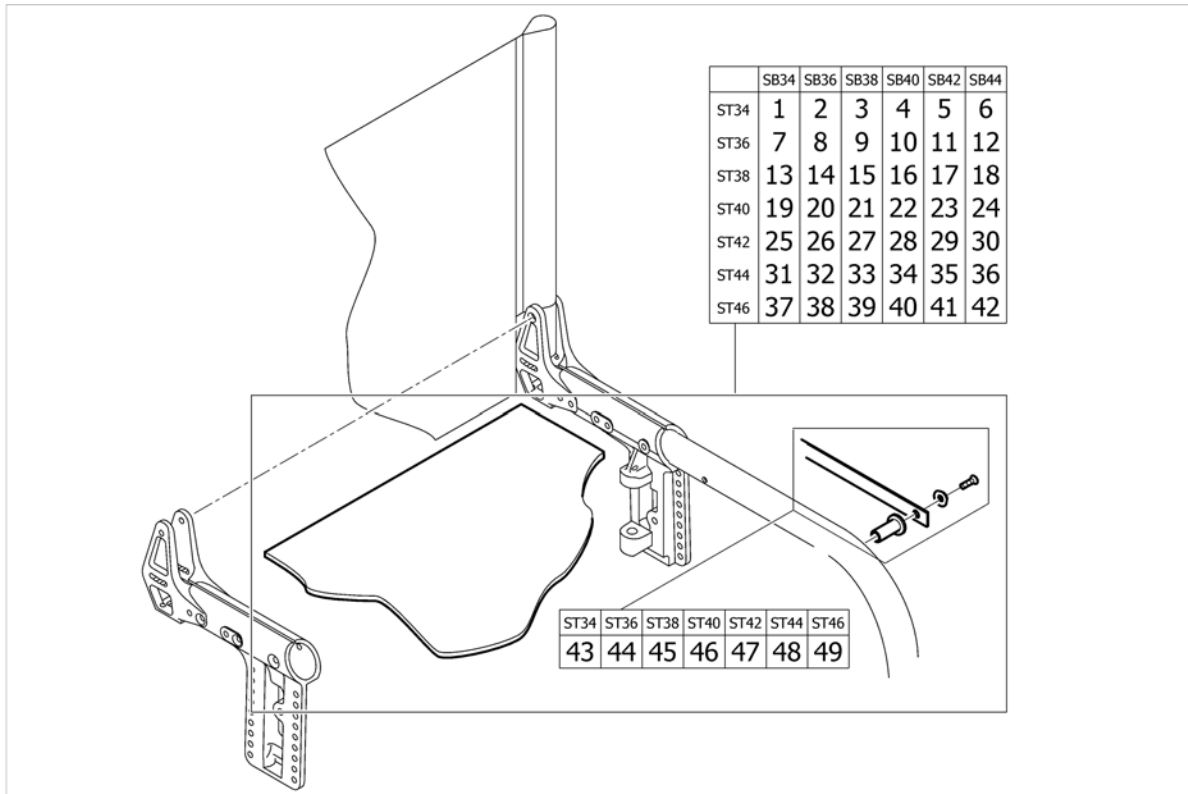 SB34 SB36 SB38 SB40 SB42 SB44
ST34 1 2 3 4 5 6
ST36 7 8 9 10 11 12
ST38 13 14 15 16 17 18
ST40 19 20 21 22 23 24
ST42 25 26 27 28 29 30
ST44 31 32 33 34 35 36
ST46 37 38 39 40 41 42
ST34 ST36 ST38 ST40 ST42 ST44 ST46
43 44 45 46 47 48 49